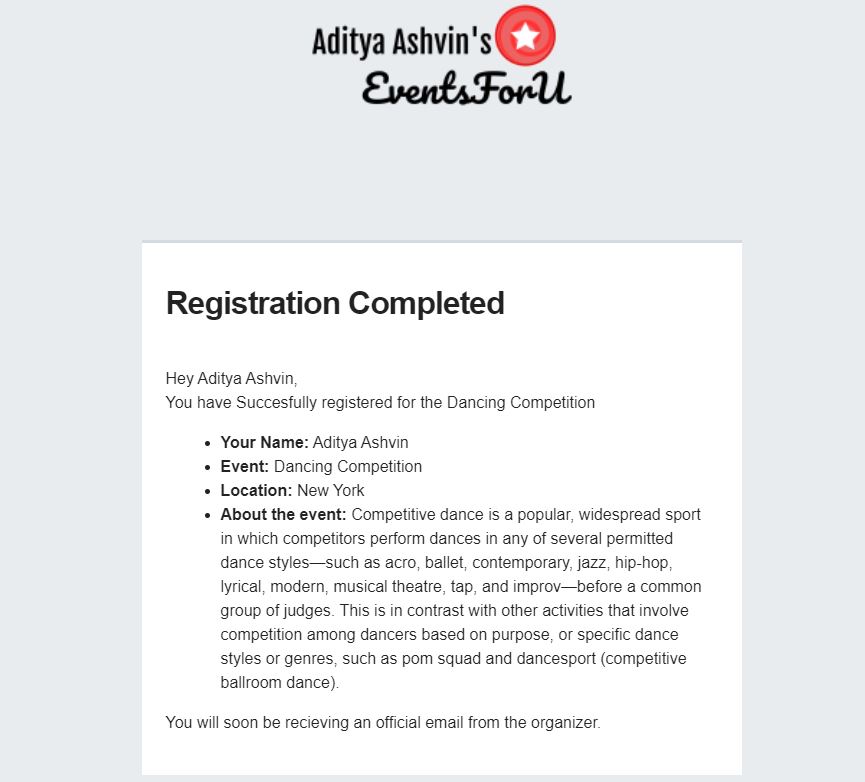 Aditya Ashvin's
EventsForU
Registration Completed
Hey Aditya Ashvin,
You have Succesfully registered for the Dancing Competition
• Your Name: Aditya Ashvin
• Event: Dancing Competition
• Location: New York
• About the event: Competitive dance is a popular, widespread sport
in which competitors perform dances in any of several permitted
dance styles—such as acro, ballet, contemporary, jazz, hip-hop,
lyrical, modern, musical theatre, tap, and improv—before a common
group of judges. This is in contrast with other activities that involve
competition among dancers based on purpose, or specific dance
styles or genres, such as pom squad and dancesport (competitive
ballroom dance).
You will soon be recieving an official email from the organizer.